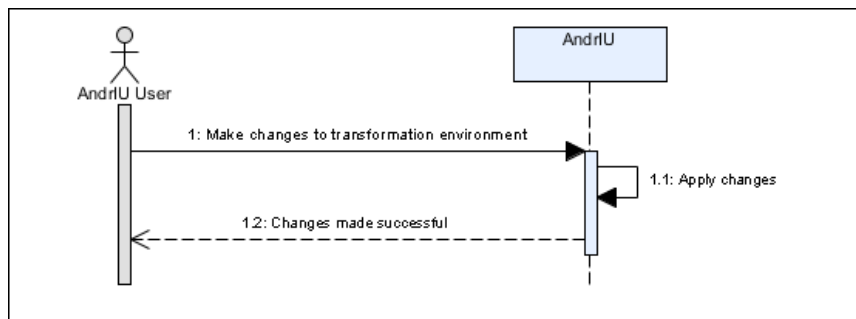 AndrIU
AndrIU User
1: Make changes to transformation environment
1.1: Apply changes
1.2: Changes made successful